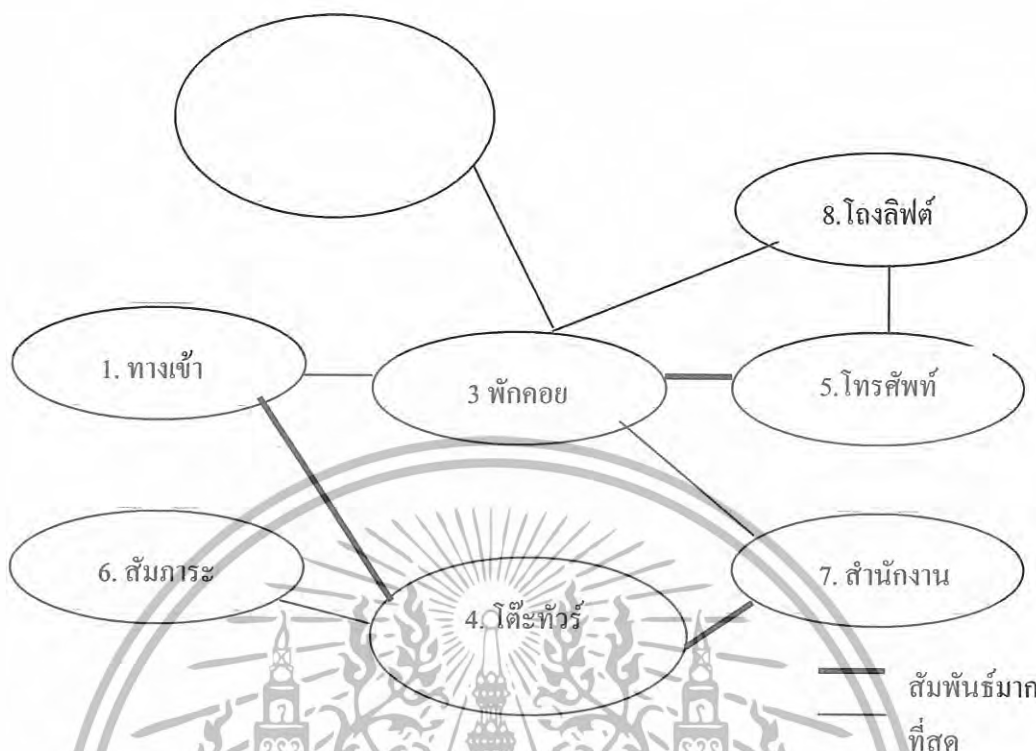 8.โถงลิฟต์
1. ทางเข้า
3 พักคอย
5.โทรศัพท์
6. สัมภาระ
4. โต๊ะทัวร์
7. สำนักงาน
สัมพันธ์มาก
ที่สุด